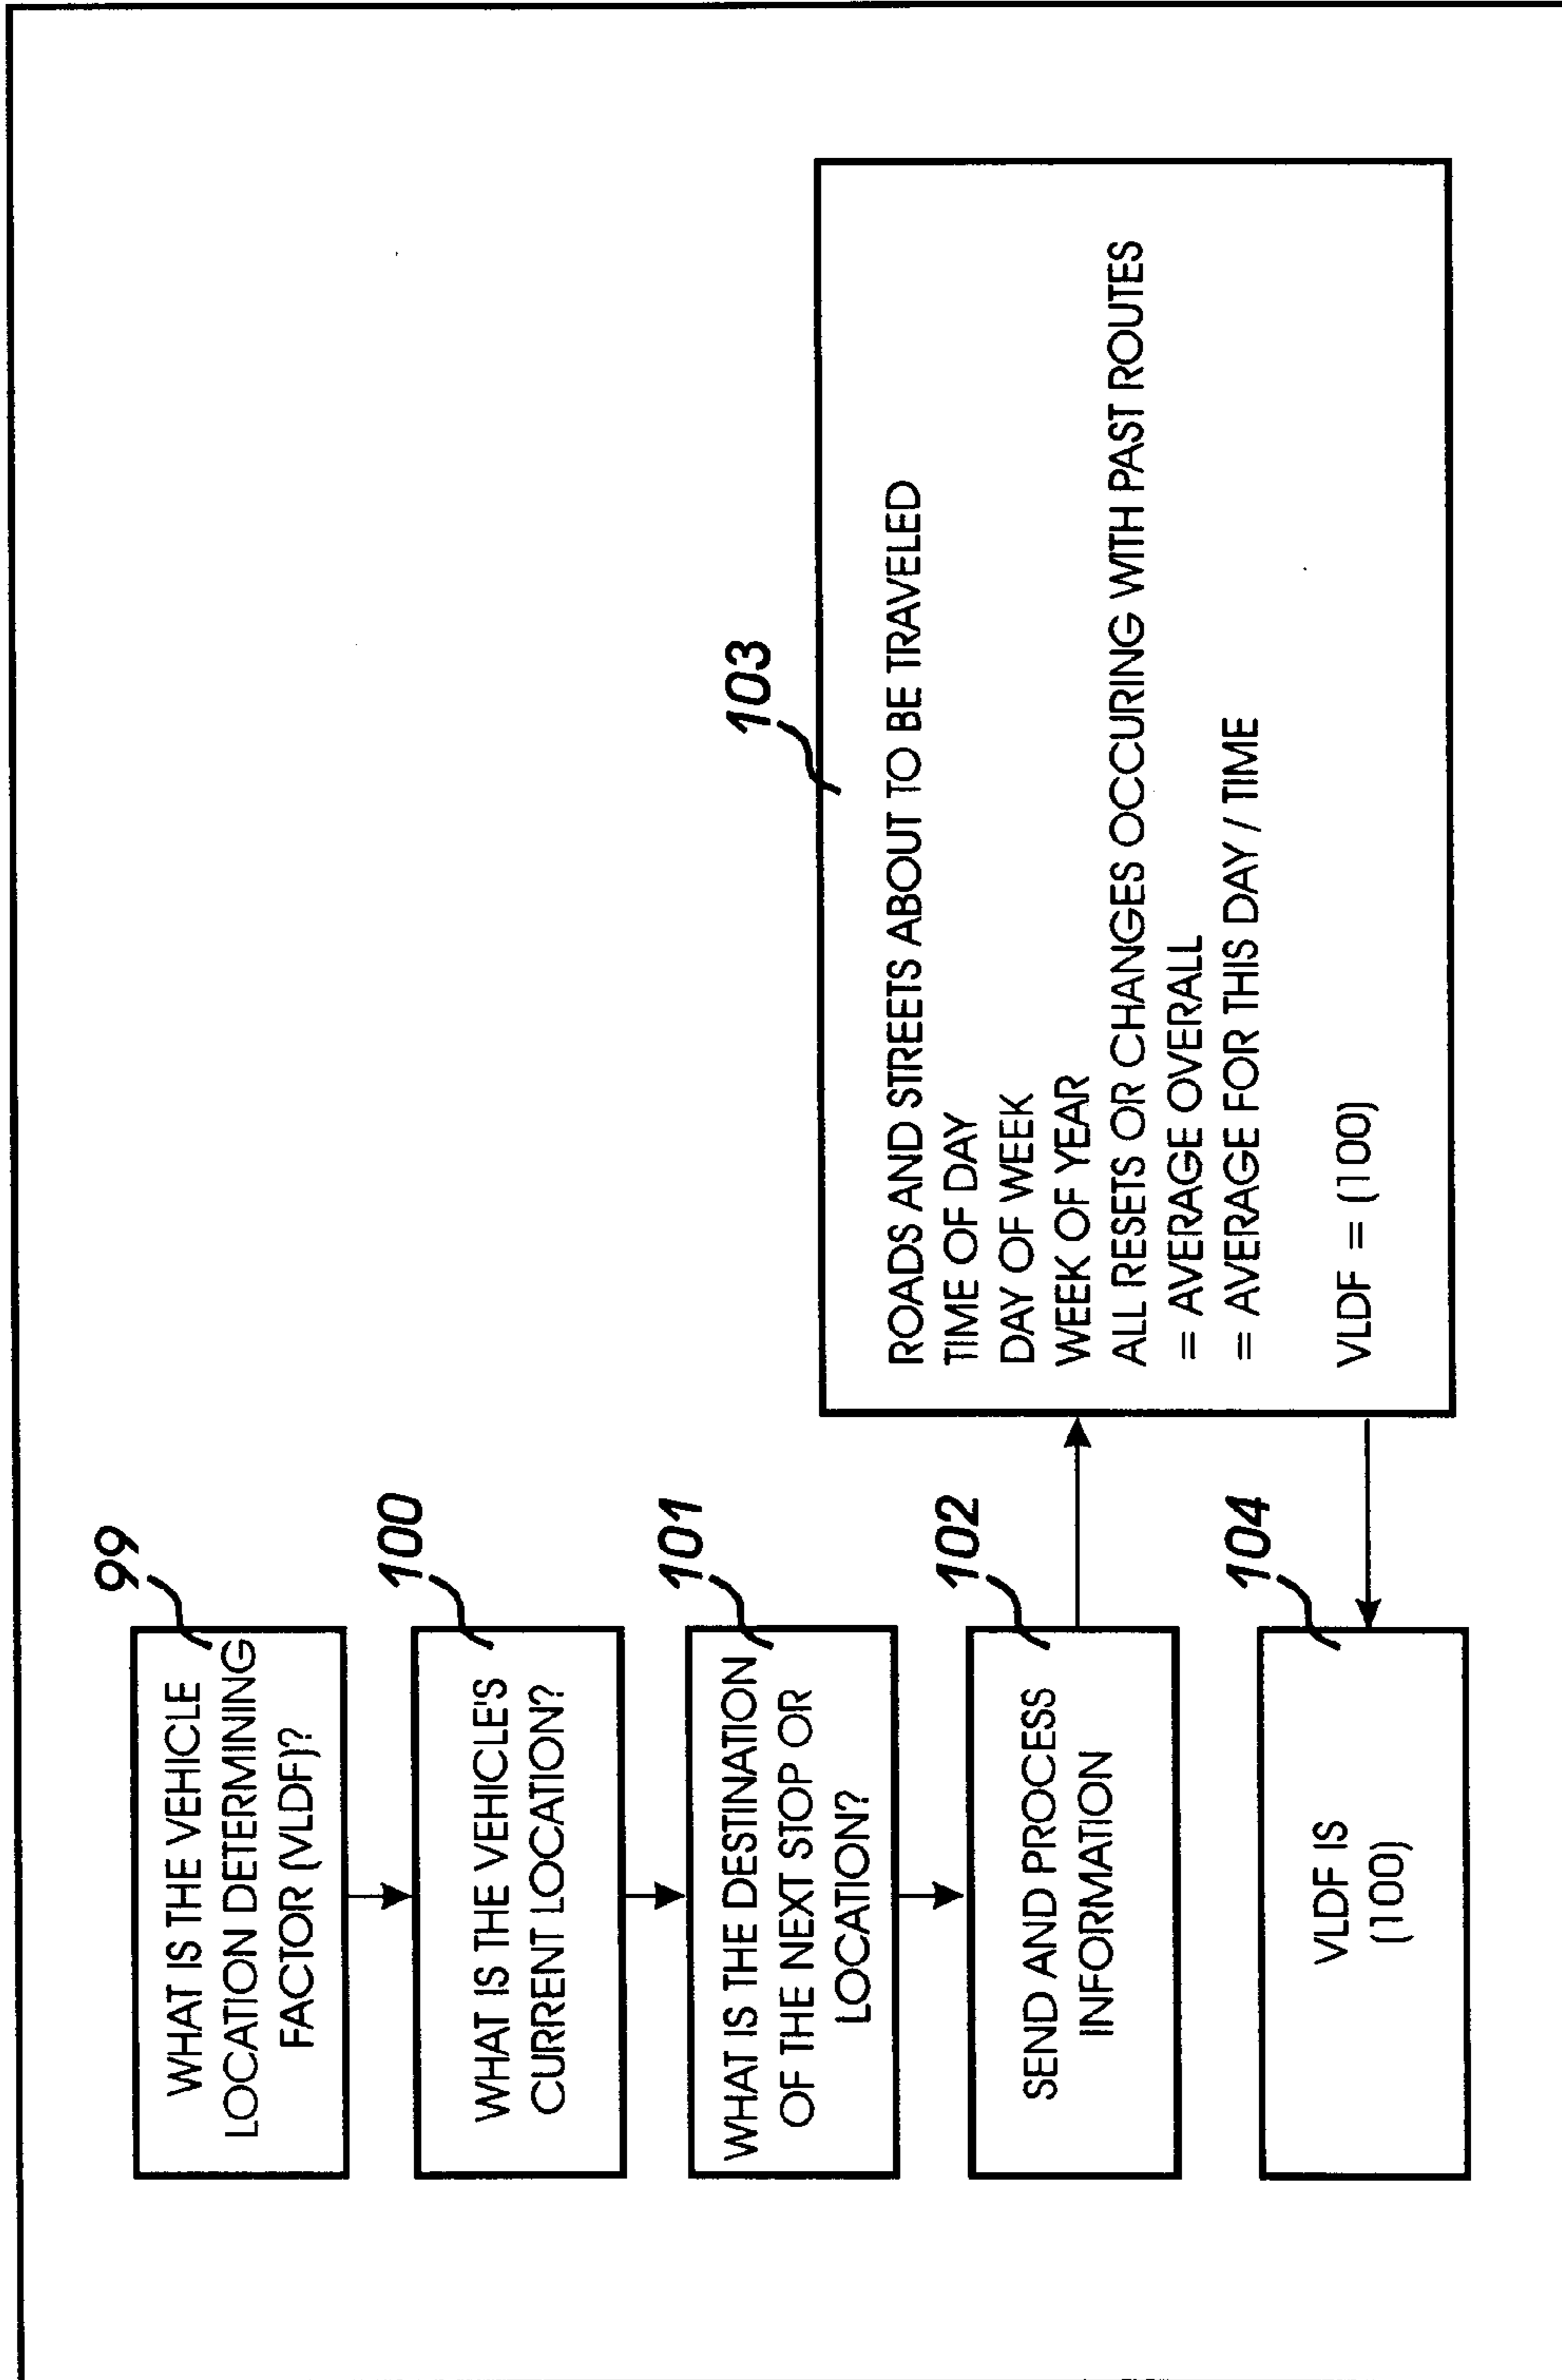 99
WHAT IS THE VEHICLE
LOCATION DETERMINING
FACTOR (VLDF)?
100
WHAT IS THE VEHICLE'S
CURRENT LOCATION?
101
WHAT IS THE DESTINATION
OF THE NEXT STOP OR
LOCATION?
102
SEND AND PROCESS
INFORMATION
103
ROADS AND STREETS ABOUT TO BE TRAVELED
TIME OF DAY
DAY OF WEEK
WEEK OF YEAR
ALL RESETS OR CHANGES OCCURING WITH PAST ROUTES
= AVERAGE OVERALL
= AVERAGE FOR THIS DAY / TIME
VLDF = (100)
104
VLDF IS
(100)